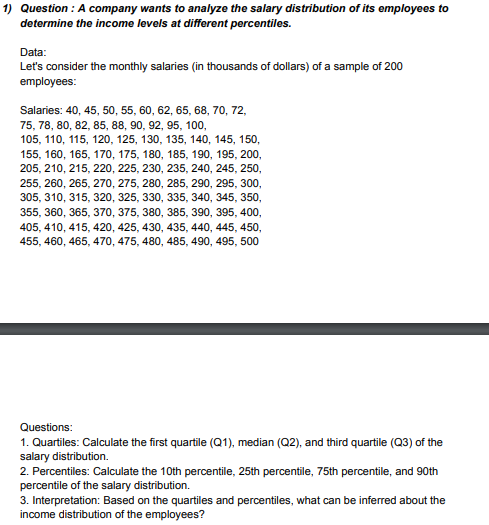 1) Question : A company wants to analyze the salary distribution of its employees to
determine the income levels at different percentiles.
Data:
Let's consider the monthly salaries (in thousands of dollars) of a sample of 200
employees:
Salaries: 40, 45, 50, 55, 60, 62, 65, 68, 70, 72,
75, 78, 80, 82, 85, 88, 90, 92, 95, 100,
105, 110, 115, 120, 125, 130, 135, 140, 145, 150,
155, 160, 165, 170, 175, 180, 185, 190, 195, 200,
205, 210, 215, 220, 225, 230, 235, 240, 245, 250,
255, 260, 265, 270, 275, 280, 285, 290, 295, 300,
305, 310, 315, 320, 325, 330, 335, 340, 345, 350,
355, 360, 365, 370, 375, 380, 385, 390, 395, 400,
405, 410, 415, 420, 425, 430, 435, 440, 445, 450,
455, 460, 465, 470, 475, 480, 485, 490, 495, 500
Questions:
1. Quartiles: Calculate the first quartile (Q1), median (Q2), and third quartile (Q3) of the
salary distribution.
2. Percentiles: Calculate the 10th percentile, 25th percentile, 75th percentile, and 90th
percentile of the salary distribution.
3. Interpretation: Based on the quartiles and percentiles, what can be inferred about the
income distribution of the employees?